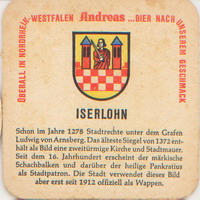 ÜBERALL IN NORDRHEIN-WESTFALEN Andreas ...BIER NACH UNSEREM GESCHMACK
ISERLOHN
Schon im Jahre 1278 Stadtrechte unter dem Grafen
Ludwig von Arnsberg. Das älteste Siegel von 1372 enthält
als Bild eine zweitürmige Kirche und Stadtmauer.
Seit dem 16. Jahrhundert erscheint der märkische
Schachbalken und darüber der heilige Pankratius
als Stadtpatron. Die Stadt verwendet dieses Bild
aber erst seit 1912 offiziell als Wappen.